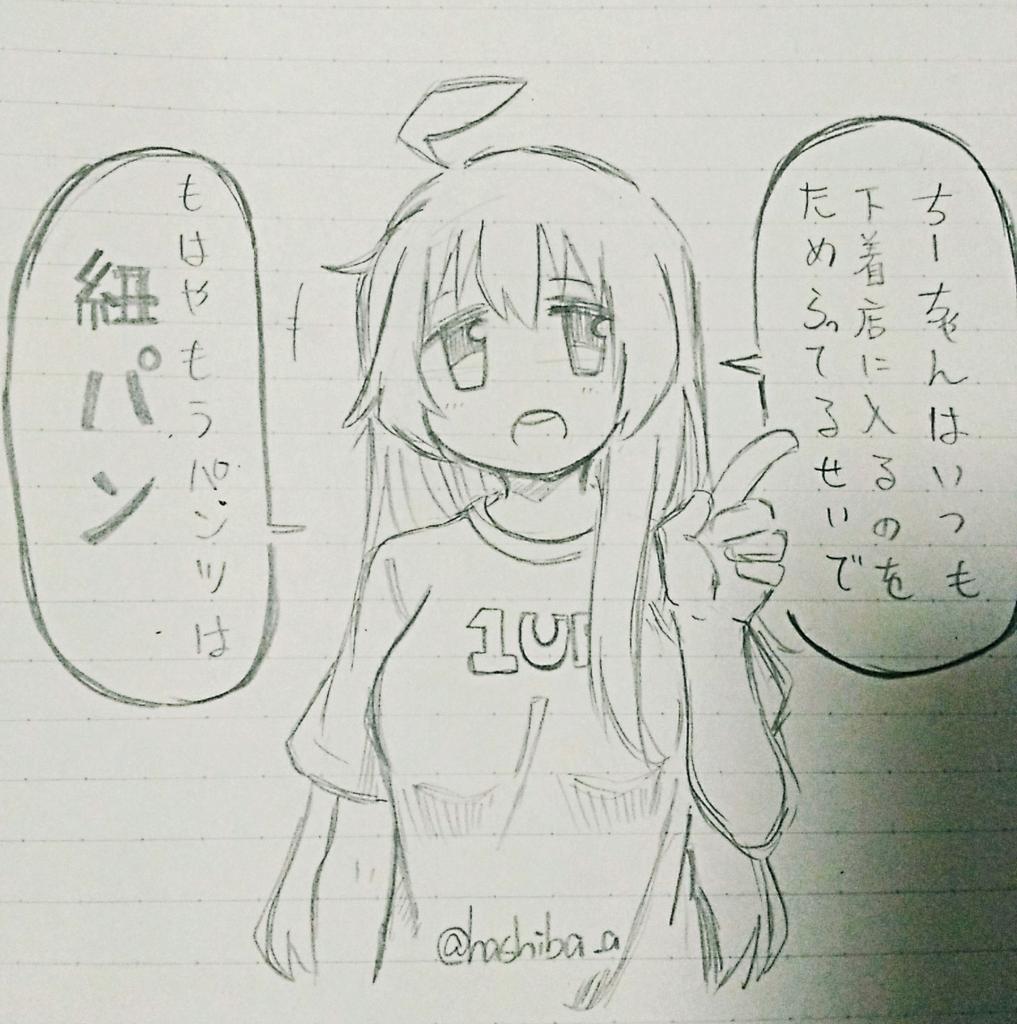 ちーちゃんはいつも
下着店に入るのを
ためらってるせいで
もはやもうパンツは
紐パン
1U
@hashiba_a